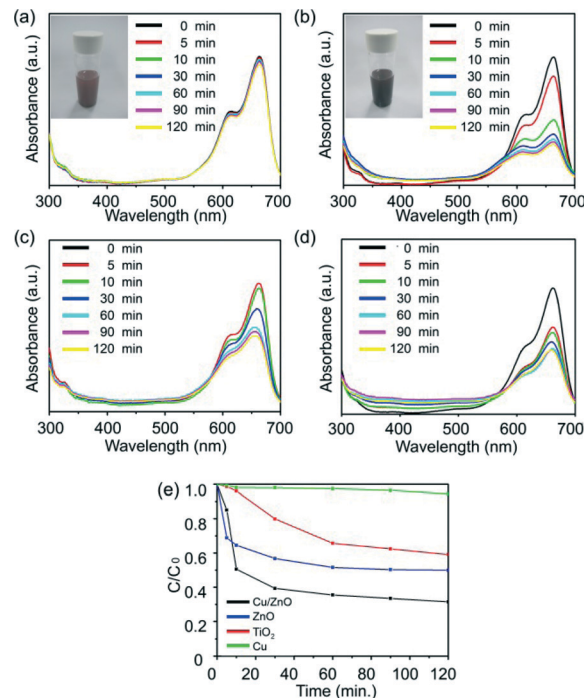 (a)
0 min
5 min
10 min
30 min
60 min
90 min
120 min
Absorbance (a.u.)
300 400 500 600 700
Wavelength (nm)
(b)
0 min
5 min
10 min
30 min
60 min
90 min
120 min
Absorbance (a.u.)
300 400 500 600 700
Wavelength (nm)
(c)
0 min
5 min
10 min
30 min
60 min
90 min
120 min
Absorbance (a.u.)
300 400 500 600 700
Wavelength (nm)
(d)
0 min
5 min
10 min
30 min
60 min
90 min
120 min
Absorbance (a.u.)
300 400 500 600 700
Wavelength (nm)
(e)
1.0
0.8
0.6
0.4
0.2
0
C/C₀
Cu/ZnO
ZnO
TiO₂
Cu
0 20 40 60 80 100 120
Time (min.)